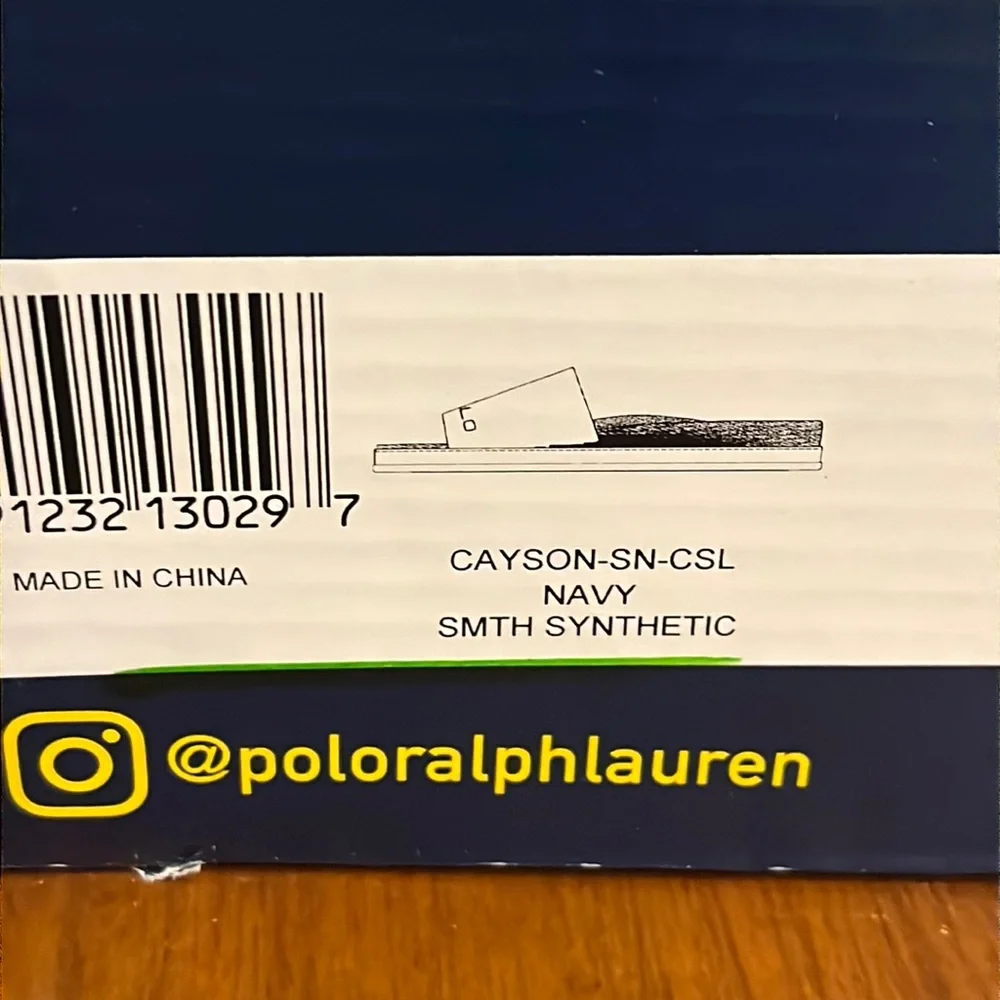 1232 13029 7
MADE IN CHINA
CAYSON-SN-CSL
NAVY
SMTH SYNTHETIC
@poloralphlauren